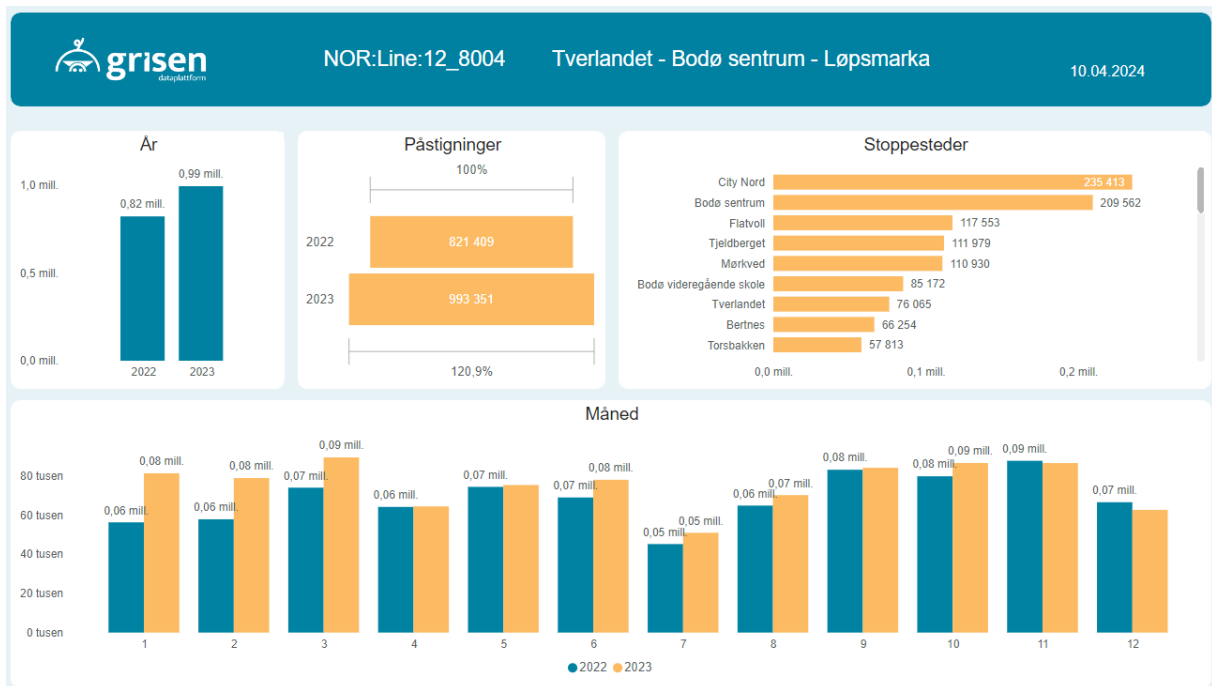 grisen
dataplattform
NOR:Line:12_8004 Tverlandet - Bodø sentrum - Løpsmarka
10.04.2024
År
1,0 mill.
0,5 mill.
0,0 mill.
0,82 mill.
0,99 mill.
2022 2023
Påstigninger
100%
2022 821 409
2023 993 351
120,9%
Stoppesteder
City Nord 235 413
Bodø sentrum 209 562
Flatvoll 117 553
Tjeldberget 111 979
Mørkved 110 930
Bodø videregående skole 85 172
Tverlandet 76 065
Bertnes 66 254
Torsbakken 57 813
0,0 mill. 0,1 mill. 0,2 mill.
Måned
80 tusen
60 tusen
40 tusen
20 tusen
0 tusen
0,06 mill. 0,08 mill. 0,06 mill. 0,08 mill. 0,07 mill. 0,09 mill. 0,06 mill. 0,07 mill. 0,07 mill. 0,08 mill. 0,05 mill. 0,05 mill. 0,06 mill. 0,07 mill. 0,08 mill. 0,08 mill. 0,09 mill. 0,09 mill. 0,07 mill.
1 2 3 4 5 6 7 8 9 10 11 12
2022 2023